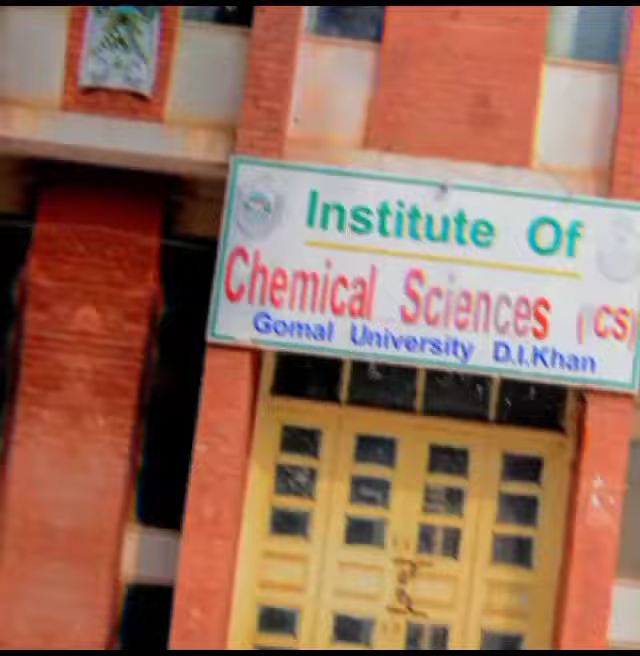 Institute Of
Chemical Sciences (ICS)
Gomal University D.I.Khan